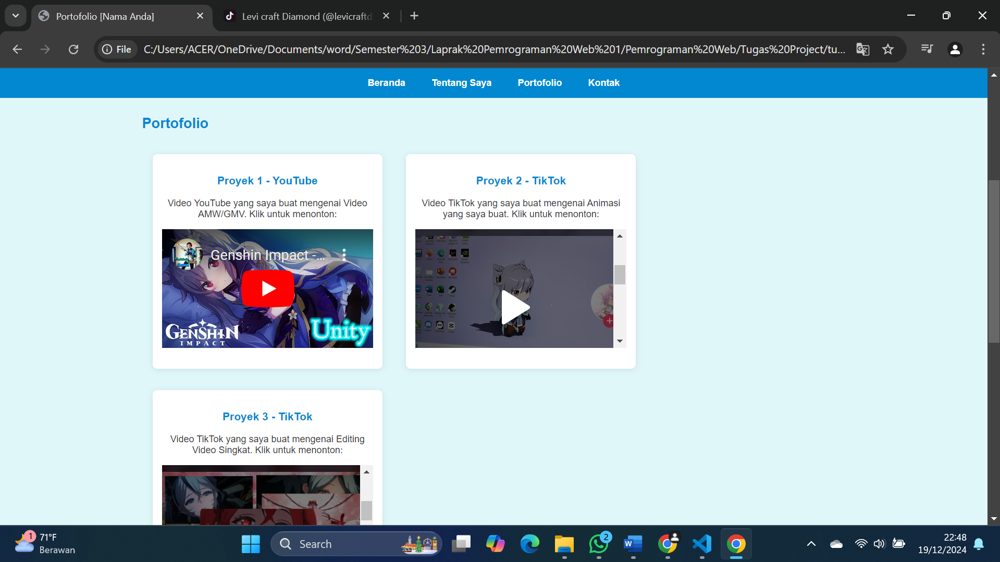 Portofolio [Nama Anda]
Levi craft Diamond (@levicraftd
File
C:/Users/ACER/OneDrive/Documents/word/Semester%203/Laprak%20Pemrograman%20Web%201/Pemrograman%20Web/Tugas%20Project/tu...
Beranda Tentang Saya Portofolio Kontak
Portofolio
Proyek 1 - YouTube
Video YouTube yang saya buat mengenai Video
AMW/GMV. Klik untuk menonton:
Genshin Impact -...
GENSHIN
IMPACT
Unity
Proyek 2 - TikTok
Video TikTok yang saya buat mengenai Animasi
yang saya buat. Klik untuk menonton:
Proyek 3 - TikTok
Video TikTok yang saya buat mengenai Editing
Video Singkat. Klik untuk menonton:
1
71°F
Berawan
Search
2
22:48
19/12/2024